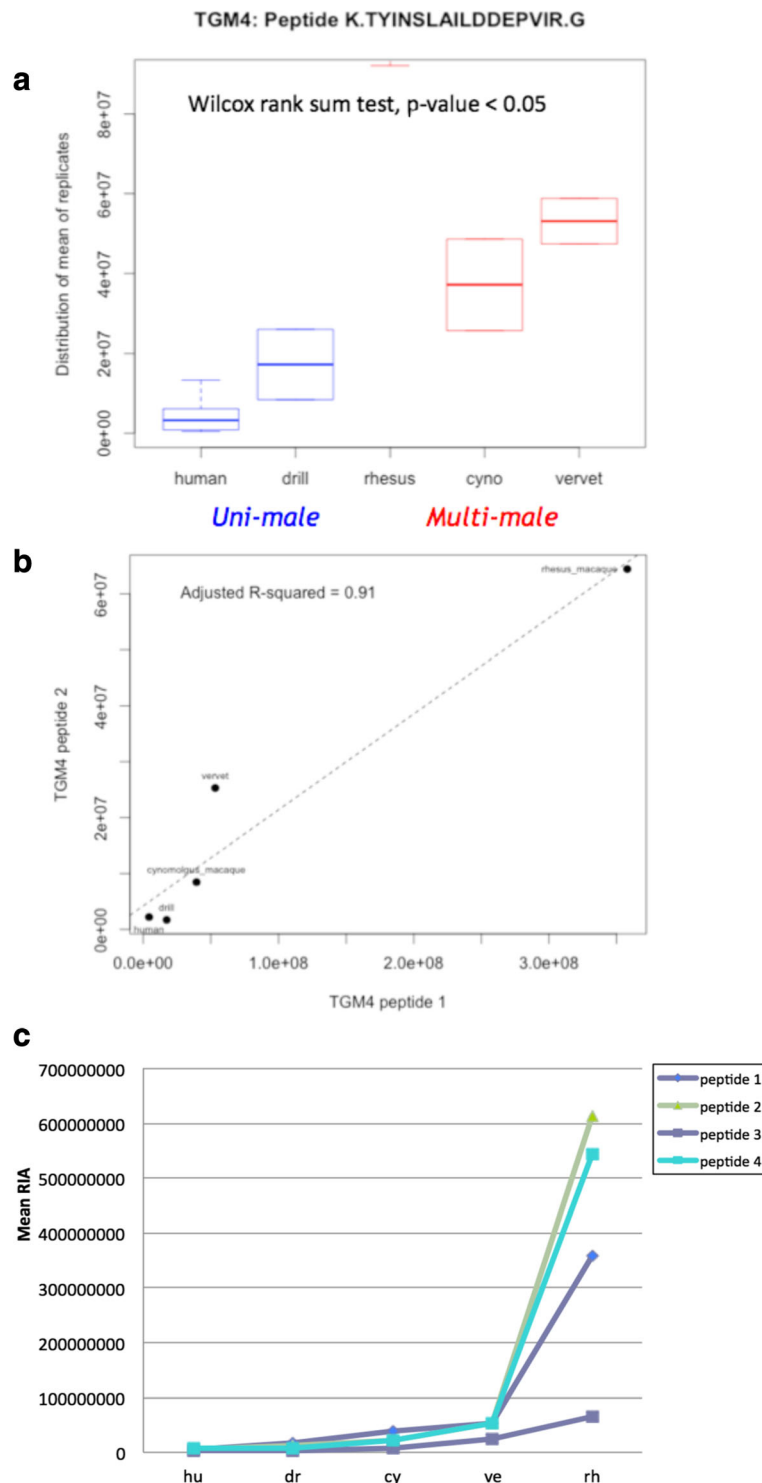 TGM4: Peptide K.TYINSLAILDDEPVIR.G
a
Wilcox rank sum test, p-value < 0.05
Distribution of mean of replicates
8e+07
6e+07
4e+07
2e+07
0e+00
human drill rhesus cyno vervet
Uni-male Multi-male
b
Adjusted R-squared = 0.91
rhesus_macaque
vervet
cynomolgus_macaque
drill
human
TGM4 peptide 2
6e+07
4e+07
2e+07
0e+00
0.0e+00 1.0e+08 2.0e+08 3.0e+08
TGM4 peptide 1
c
Mean RIA
700000000
600000000
500000000
400000000
300000000
200000000
100000000
0
hu dr cy ve rh
peptide 1
peptide 2
peptide 3
peptide 4